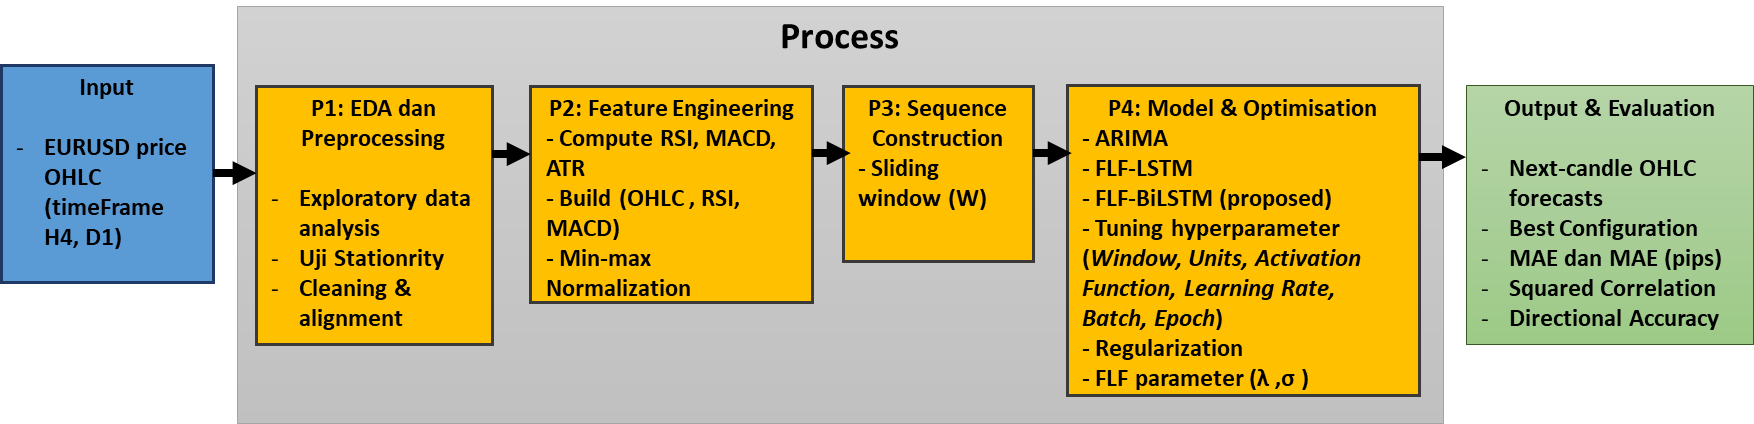 Process
Input
- EURUSD price
OHLC
(timeFrame
H4, D1)
P1: EDA dan
Preprocessing
- Exploratory data
analysis
- Uji Stationrity
- Cleaning &
alignment
P2: Feature Engineering
- Compute RSI, MACD,
ATR
- Build (OHLC , RSI,
MACD)
- Min-max
Normalization
P3: Sequence
Construction
- Sliding
window (W)
P4: Model & Optimisation
- ARIMA
- FLF-LSTM
- FLF-BiLSTM (proposed)
- Tuning hyperparameter
(Window, Units, Activation
Function, Learning Rate,
Batch, Epoch)
- Regularization
- FLF parameter (λ ,σ )
Output & Evaluation
- Next-candle OHLC
forecasts
- Best Configuration
- MAE dan MAE (pips)
- Squared Correlation
- Directional Accuracy